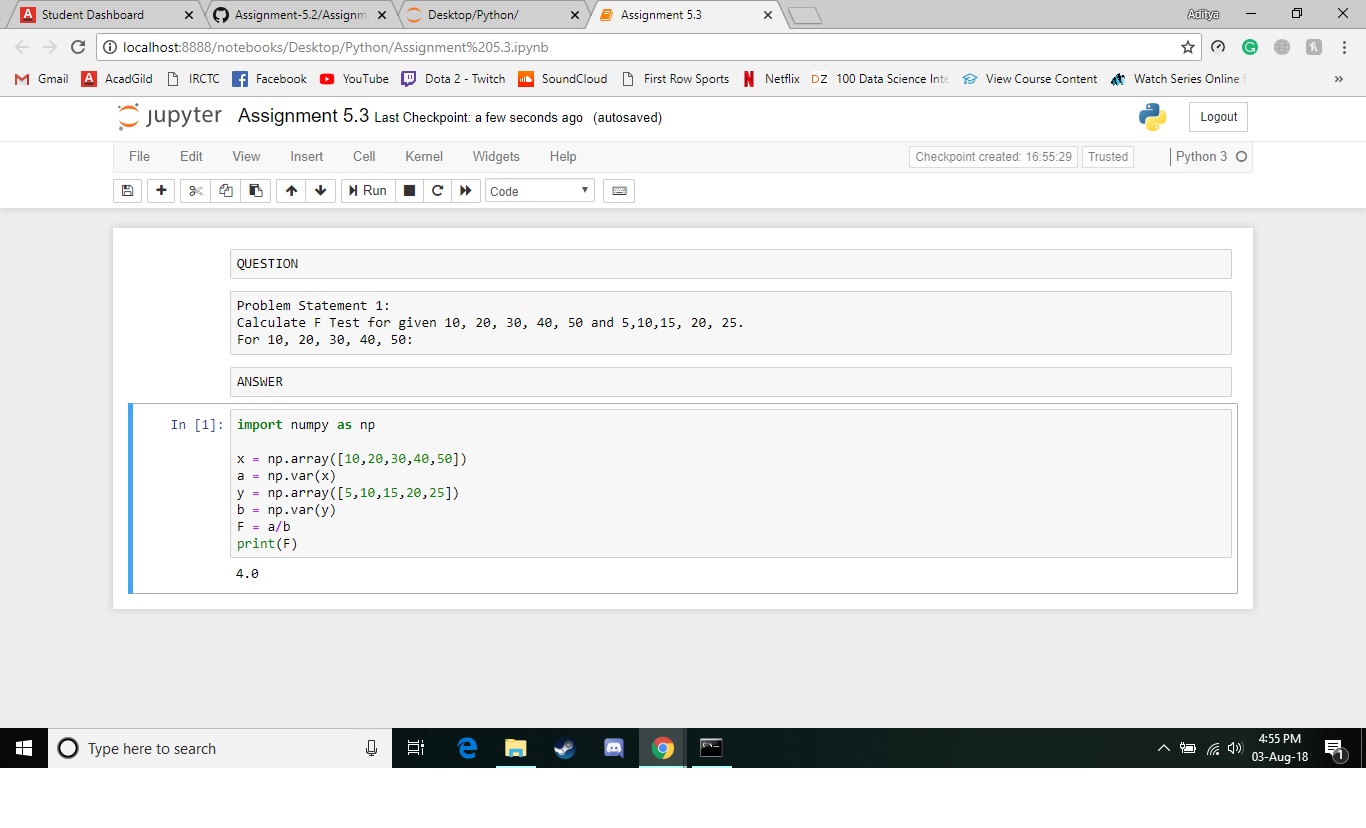 Student Dashboard
Assignment-5.2/Assignm
Desktop/Python/
Assignment 5.3
Aditya
localhost:8888/notebooks/Desktop/Python/Assignment%205.3.ipynb
Gmail
AcadGild
IRCTC
Facebook
YouTube
Dota 2 - Twitch
SoundCloud
First Row Sports
Netflix
DZ 100 Data Science Inte
View Course Content
Watch Series Online
»
jupyter Assignment 5.3 Last Checkpoint: a few seconds ago (autosaved)
Logout
File Edit View Insert Cell Kernel Widgets Help
Checkpoint created: 16:55:29
Trusted
Python 3
Run
Code
QUESTION
Problem Statement 1:
Calculate F Test for given 10, 20, 30, 40, 50 and 5,10,15, 20, 25.
For 10, 20, 30, 40, 50:
ANSWER
In [1]:
import numpy as np
x = np.array([10,20,30,40,50])
a = np.var(x)
y = np.array([5,10,15,20,25])
b = np.var(y)
F = a/b
print(F)
4.0
Type here to search
4:55 PM
03-Aug-18
1